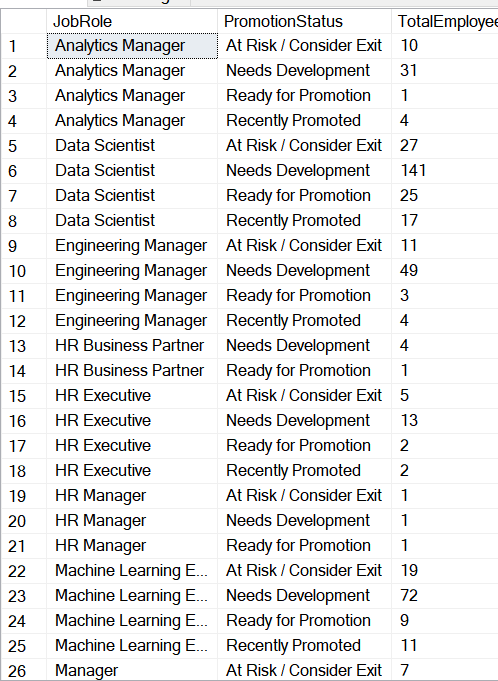 JobRole PromotionStatus TotalEmployee
1 Analytics Manager At Risk / Consider Exit 10
2 Analytics Manager Needs Development 31
3 Analytics Manager Ready for Promotion 1
4 Analytics Manager Recently Promoted 4
5 Data Scientist At Risk / Consider Exit 27
6 Data Scientist Needs Development 141
7 Data Scientist Ready for Promotion 25
8 Data Scientist Recently Promoted 17
9 Engineering Manager At Risk / Consider Exit 11
10 Engineering Manager Needs Development 49
11 Engineering Manager Ready for Promotion 3
12 Engineering Manager Recently Promoted 4
13 HR Business Partner Needs Development 4
14 HR Business Partner Ready for Promotion 1
15 HR Executive At Risk / Consider Exit 5
16 HR Executive Needs Development 13
17 HR Executive Ready for Promotion 2
18 HR Executive Recently Promoted 2
19 HR Manager At Risk / Consider Exit 1
20 HR Manager Needs Development 1
21 HR Manager Ready for Promotion 1
22 Machine Learning E... At Risk / Consider Exit 19
23 Machine Learning E... Needs Development 72
24 Machine Learning E... Ready for Promotion 9
25 Machine Learning E... Recently Promoted 11
26 Manager At Risk / Consider Exit 7